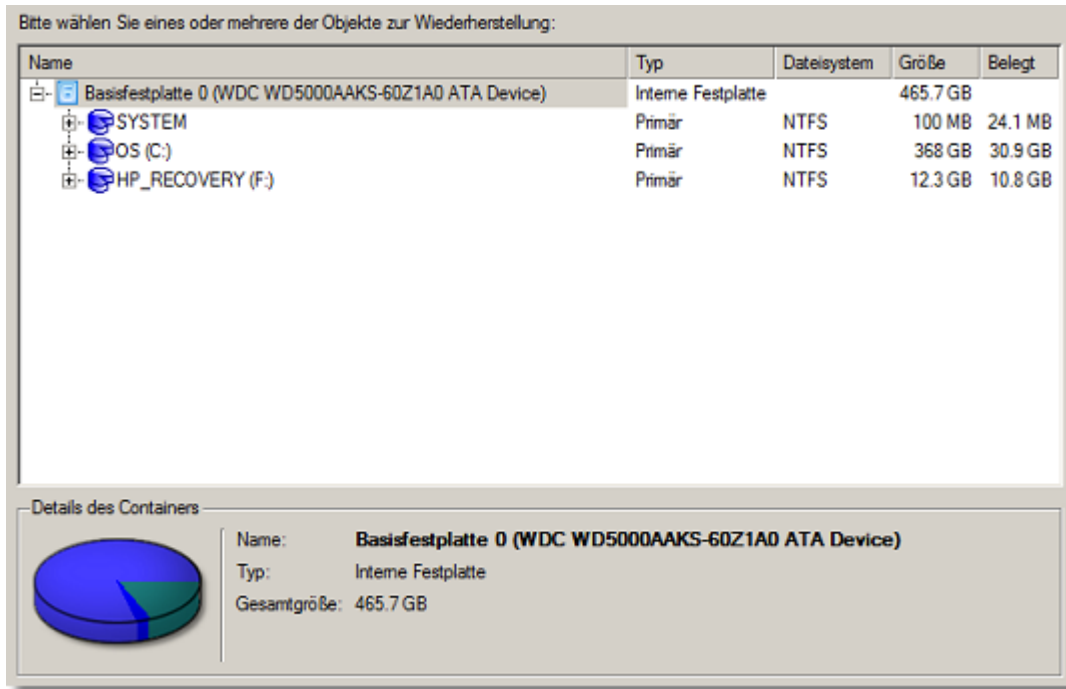 Bitte wählen Sie eines oder mehrere der Objekte zur Wiederherstellung:
Name Typ Dateisystem Größe Belegt
Basisfestplatte 0 (WDC WD5000AAKS-60Z1A0 ATA Device) Interne Festplatte 465.7 GB
SYSTEM Primär NTFS 100 MB 24.1 MB
OS (C:) Primär NTFS 368 GB 30.9 GB
HP_RECOVERY (F:) Primär NTFS 12.3 GB 10.8 GB
Details des Containers
Name: Basisfestplatte 0 (WDC WD5000AAKS-60Z1A0 ATA Device)
Typ: Interne Festplatte
Gesamtgröße: 465.7 GB